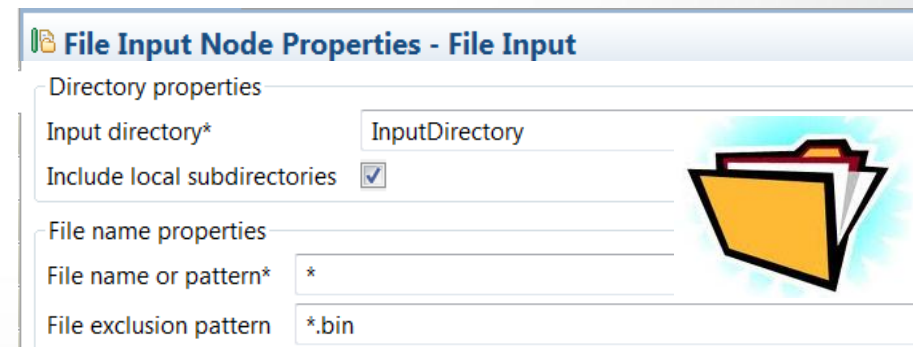 File Input Node Properties - File Input
Directory properties
Input directory* InputDirectory
Include local subdirectories
File name properties
File name or pattern* *
File exclusion pattern *.bin